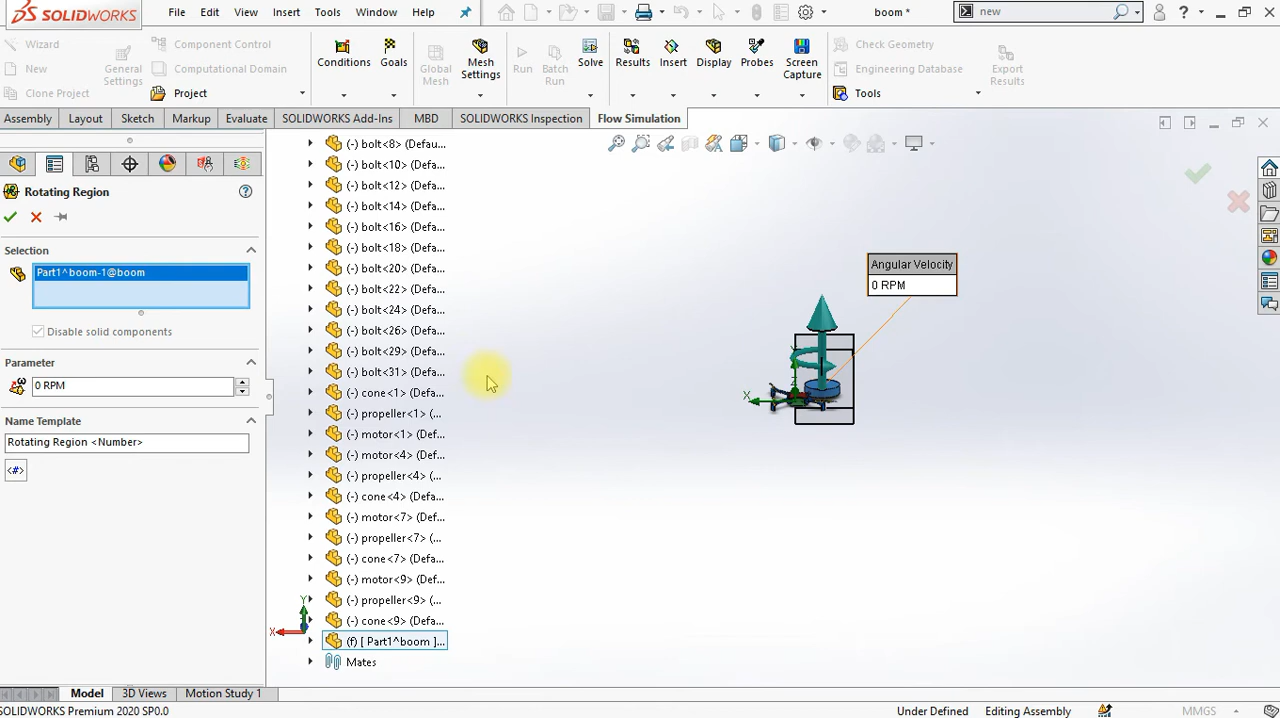 SOLIDWORKS
File
Edit
View
Insert
Tools
Window
Help
boom *
new
?
Wizard
New
Clone Project
General Settings
Component Control
Computational Domain
Project
Conditions
Goals
Global Mesh
Mesh Settings
Run
Batch Run
Solve
Results
Insert
Display
Probes
Screen Capture
Check Geometry
Engineering Database
Tools
Export Results
Assembly
Layout
Sketch
Markup
Evaluate
SOLIDWORKS Add-Ins
MBD
SOLIDWORKS Inspection
Flow Simulation
Rotating Region
?
Selection
Part1^boom-1@boom
Disable solid components
Parameter
0 RPM
Name Template
Rotating Region <Number>
<#>
(-) bolt<8> (Defau...
(-) bolt<10> (Defa...
(-) bolt<12> (Defa...
(-) bolt<14> (Defa...
(-) bolt<16> (Defa...
(-) bolt<18> (Defa...
(-) bolt<20> (Defa...
(-) bolt<22> (Defa...
(-) bolt<24> (Defa...
(-) bolt<26> (Defa...
(-) bolt<29> (Defa...
(-) bolt<31> (Defa...
(-) cone<1> (Defa...
(-) propeller<1> (...
(-) motor<1> (Def...
(-) motor<4> (Def...
(-) propeller<4> (...
(-) cone<4> (Defa...
(-) motor<7> (Def...
(-) propeller<7> (...
(-) cone<7> (Defa...
(-) motor<9> (Def...
(-) propeller<9> (...
(-) cone<9> (Defa...
(f) [ Part1^boom ]...
Mates
Angular Velocity
0 RPM
X
Z
Y
X
Model
3D Views
Motion Study 1
SOLIDWORKS Premium 2020 SP0.0
Under Defined
Editing Assembly
MMGS